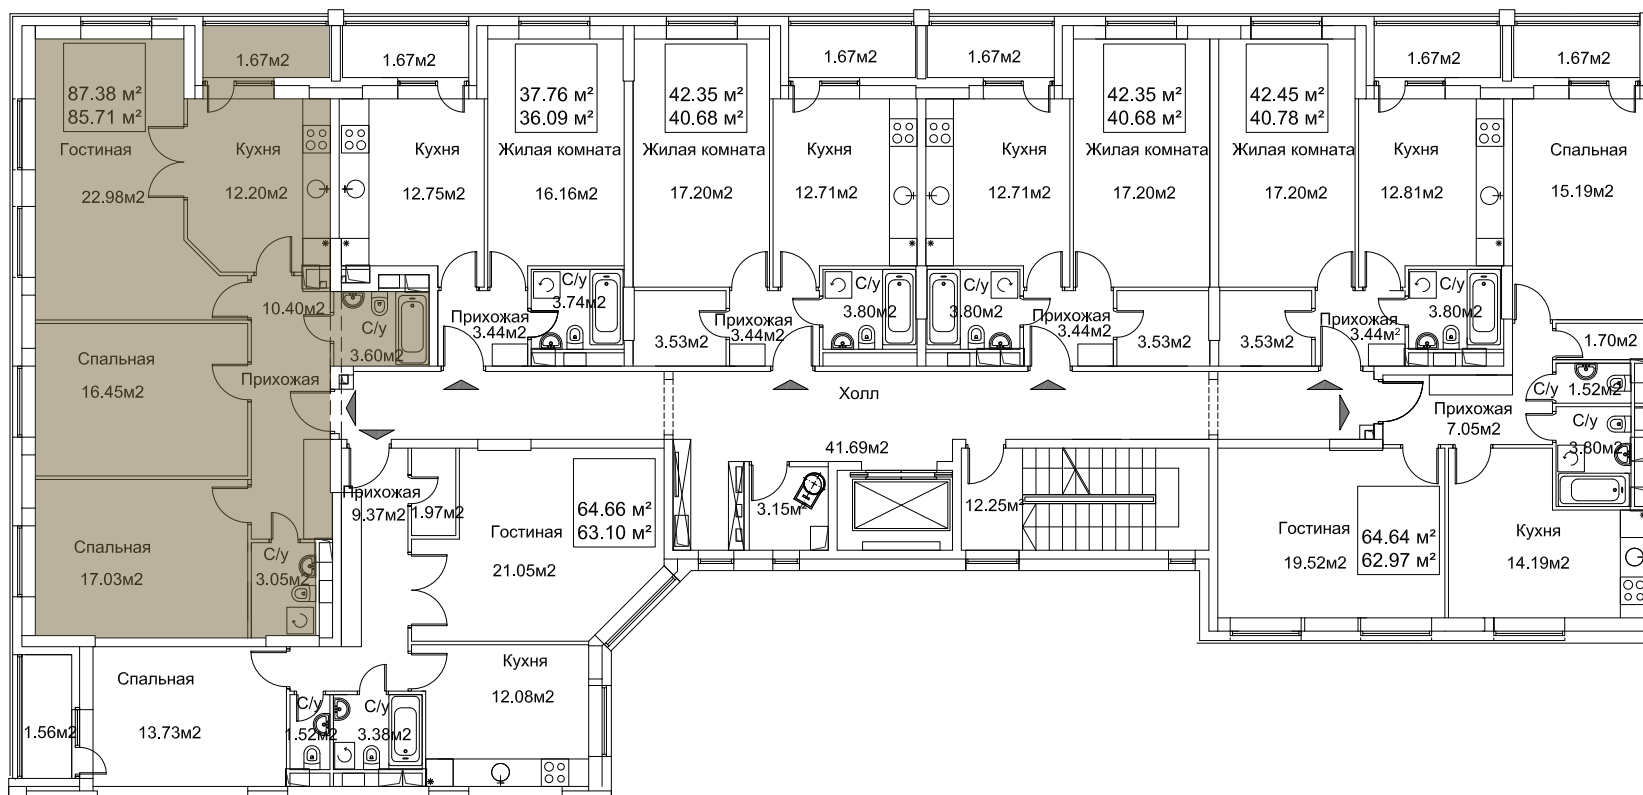 1.67м2
1.67м2
1.67м2
1.67м2
1.67м2
1.67м2
87.38 м²
85.71 м²
37.76 м²
36.09 м²
42.35 м²
40.68 м²
42.35 м²
40.68 м²
42.45 м²
40.78 м²
Гостиная
22.98м2
Кухня
12.20м2
Кухня
12.75м2
Жилая комната
16.16м2
Жилая комната
17.20м2
Кухня
12.71м2
Кухня
12.71м2
Жилая комната
17.20м2
Жилая комната
17.20м2
Кухня
12.81м2
Спальная
15.19м2
10.40м2
С/у
3.60м2
Прихожая
3.44м2
С/у
3.74м2
3.53м2
Прихожая
3.44м2
С/у
3.80м2
С/у
3.80м2
Прихожая
3.44м2
3.53м2
3.53м2
Прихожая
3.44м²
С/у
3.80м2
1.70м2
Спальная
16.45м2
Прихожая
Холл
41.69м2
С/у
1.52м2
Прихожая
7.05м2
С/у
3.80м2
Прихожая
9.37м2
1.97м2
64.66 м²
63.10 м²
Гостиная
21.05м2
3.15м²
12.25м²
Гостиная
19.52м2
64.64 м²
62.97 м²
Кухня
14.19м2
Спальная
17.03м2
С/у
3.05м2
Спальная
13.73м2
1.56м2
С/у
1.52м2
С/у
3.38м2
Кухня
12.08м2